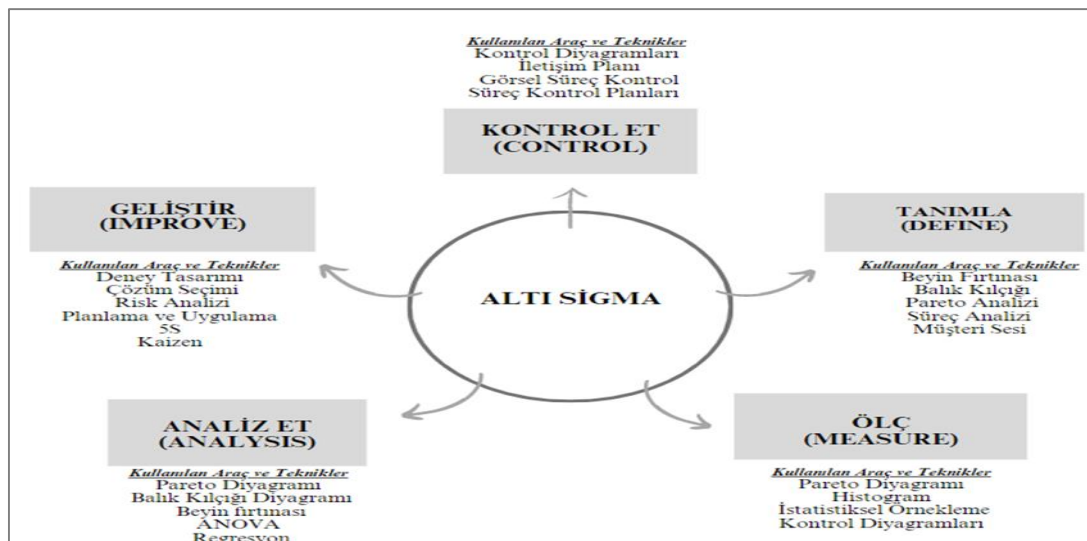 Kullanılan Araç ve Teknikler
Kontrol Diyagramları
İletişim Planı
Görsel Süreç Kontrol
Süreç Kontrol Planları
KONTROL ET
(CONTROL)
GELİŞTİR
(IMPROVE)
Kullanılan Araç ve Teknikler
Deney Tasarımı
Çözüm Seçimi
Risk Analizi
Planlama ve Uygulama
5S
Kaizen
TANIMLA
(DEFINE)
Kullanılan Araç ve Teknikler
Beyin Fırtınası
Balık Kılçığı
Pareto Analizi
Süreç Analizi
Müşteri Sesi
ALTI SİGMA
ANALİZ ET
(ANALYSIS)
Kullanılan Araç ve Teknikler
Pareto Diyagramı
Balık Kılçığı Diyagramı
Beyin fırtınası
ANOVA
Regresyon
ÖLÇ
(MEASURE)
Kullanılan Araç ve Teknikler
Pareto Diyagramı
Histogram
İstatistiksel Örnekleme
Kontrol Diyagramları